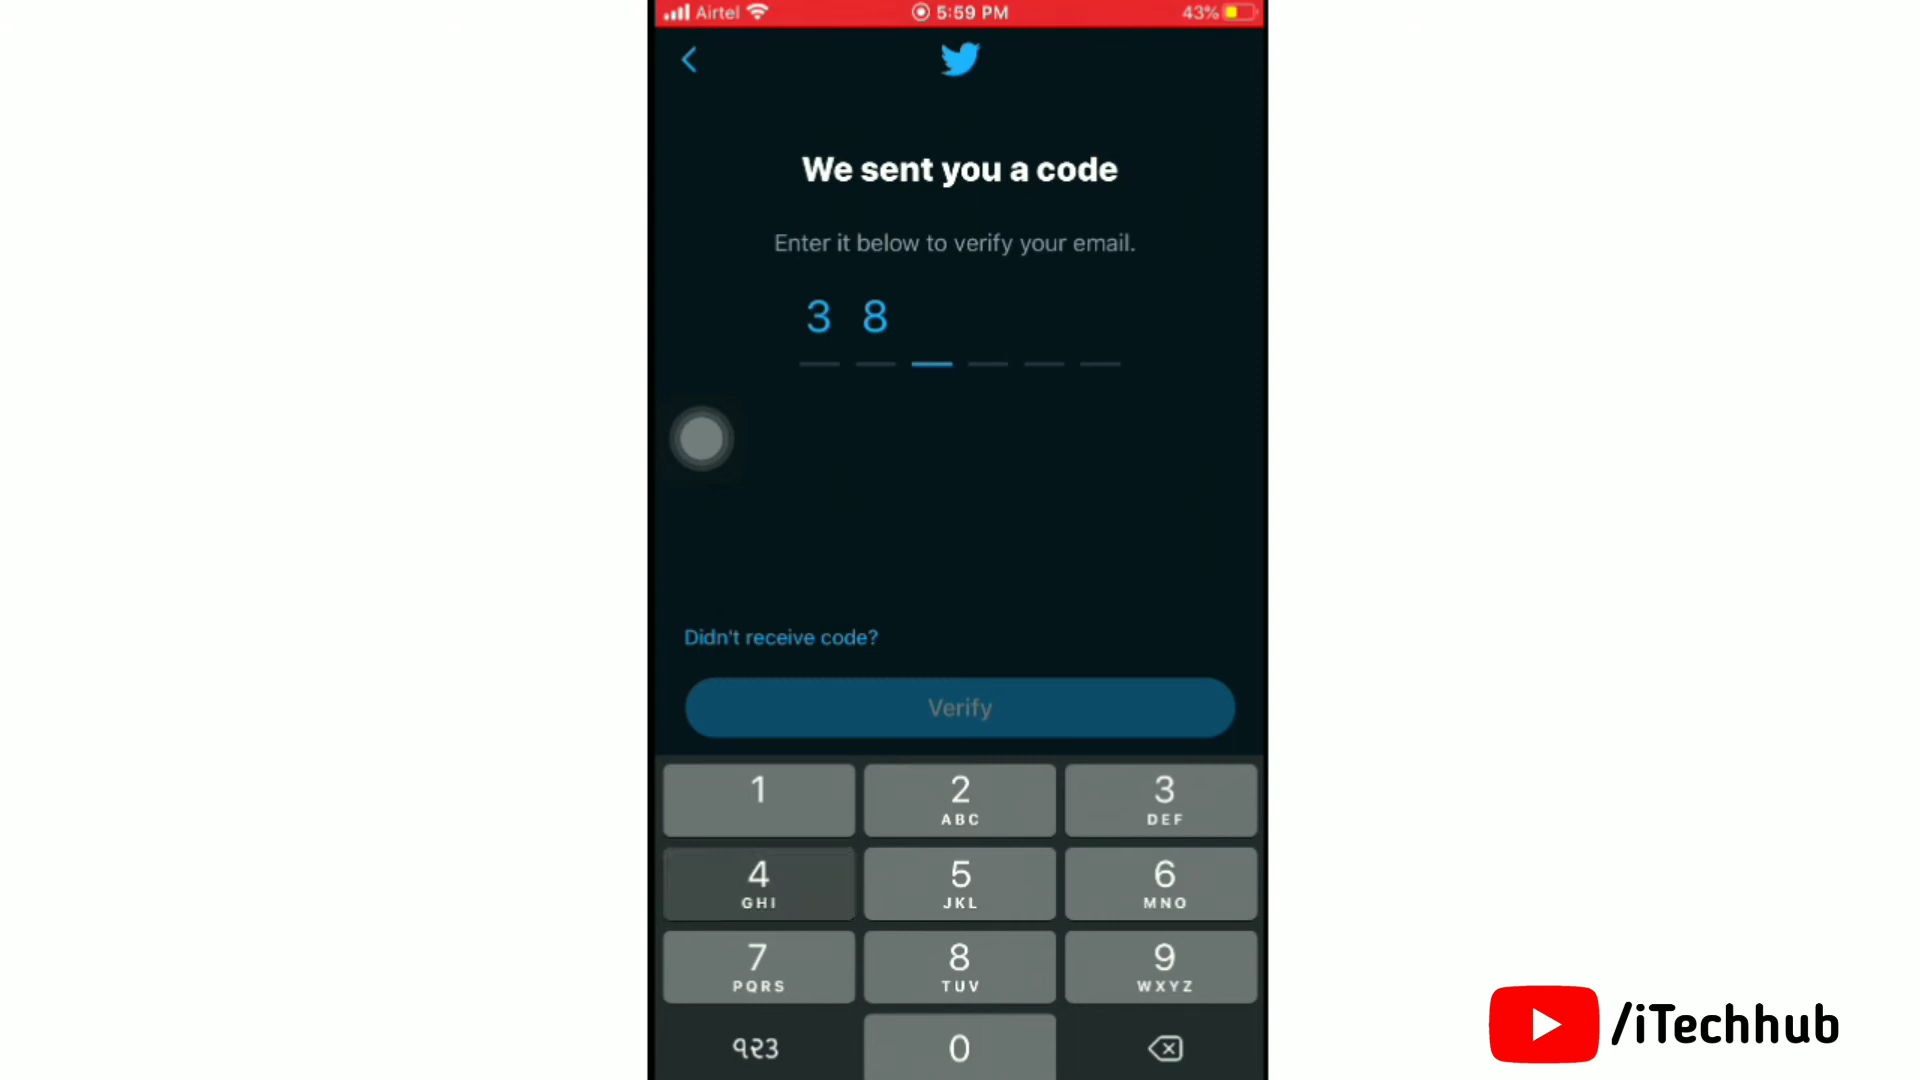 Airtel 5:59 PM 43%
We sent you a code
Enter it below to verify your email.
3 8
Didn't receive code?
Verify
1 2 3
ABC DEF
4 5 6
GHI JKL MNO
7 8 9
PQRS TUV WXYZ
૧૨૩ 0
/iTechhub